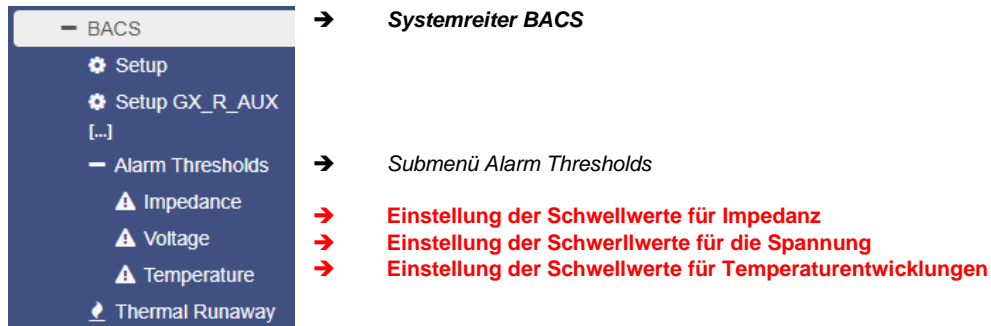 BACS ➔ Systemreiter BACS
Setup
Setup GX_R_AUX
[...]
Alarm Thresholds ➔ Submenü Alarm Thresholds
Impedance ➔ Einstellung der Schwellwerte für Impedanz
Voltage ➔ Einstellung der Schwerllwerte für die Spannung
Temperature ➔ Einstellung der Schwellwerte für Temperaturentwicklungen
Thermal Runaway